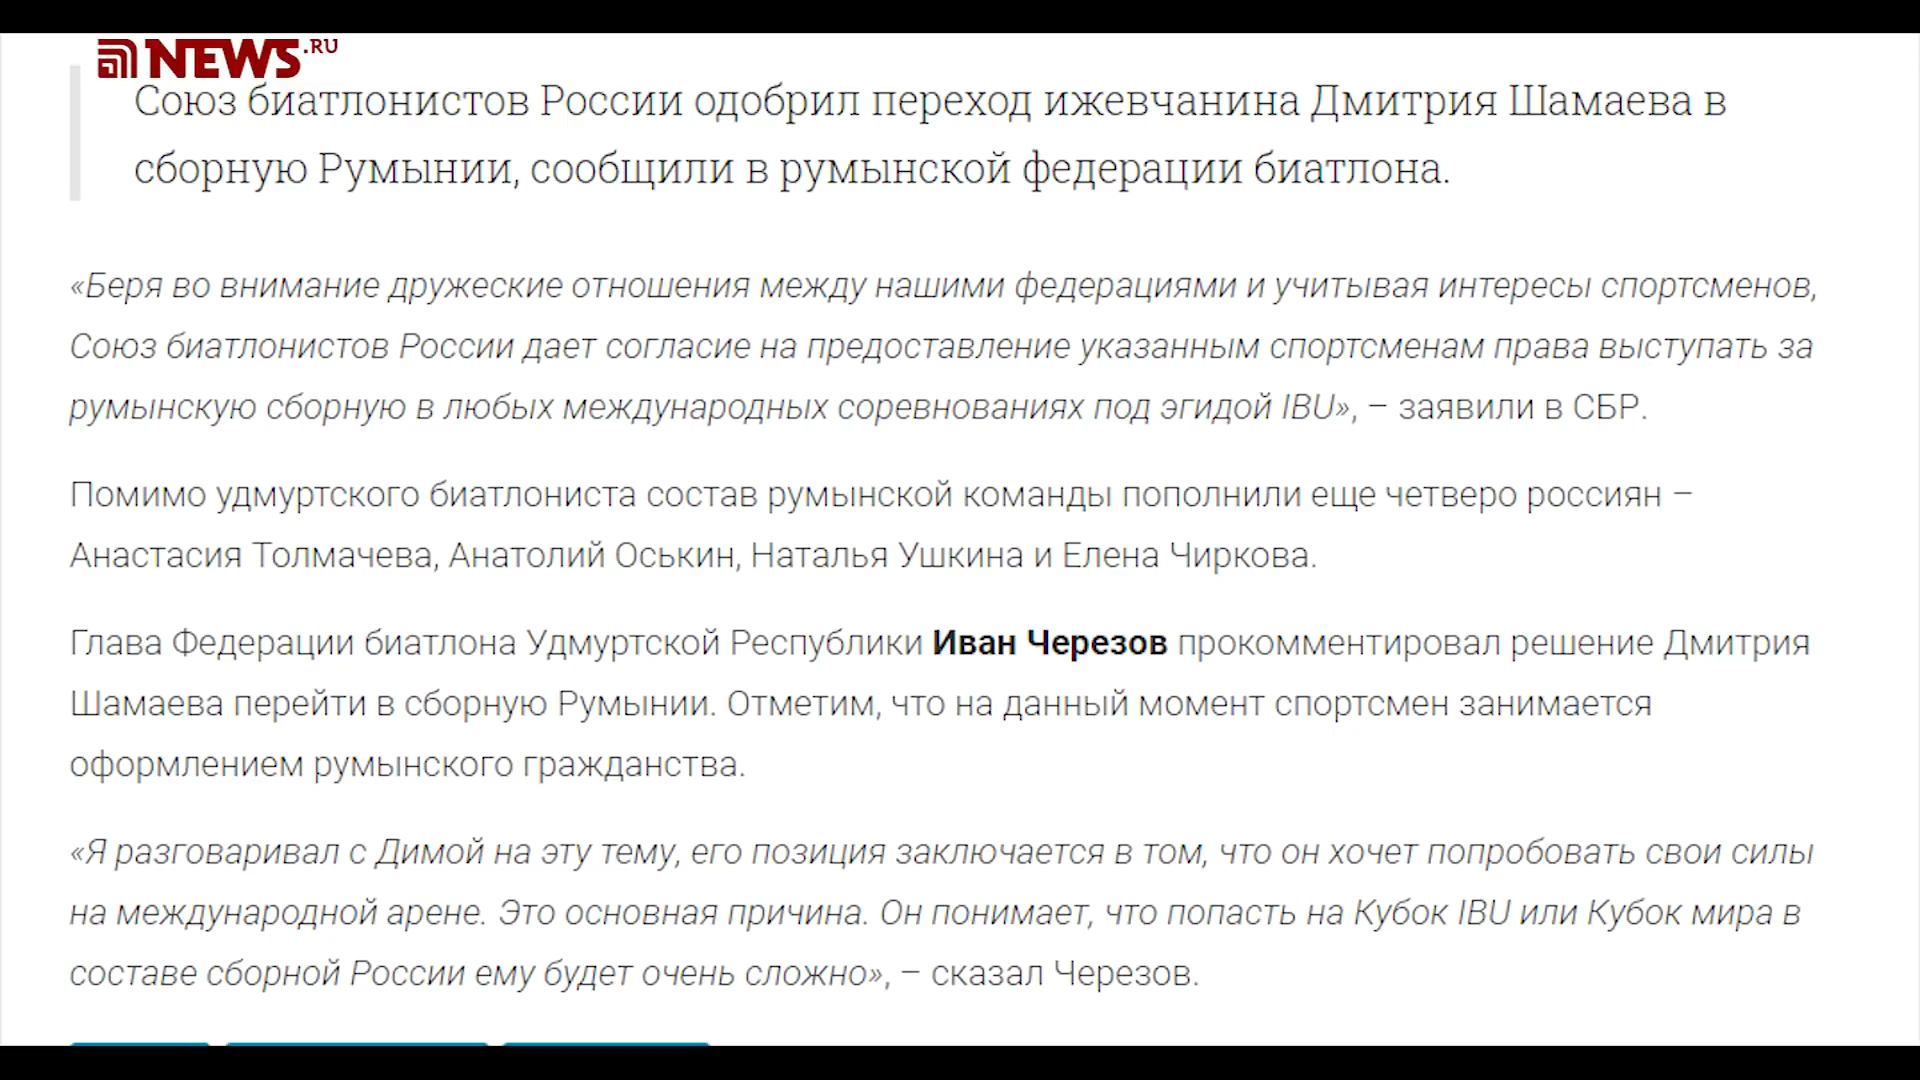 NEWS.RU
Союз биатлонистов России одобрил переход ижевчанина Дмитрия Шамаева в
сборную Румынии, сообщили в румынской федерации биатлона.
«Беря во внимание дружеские отношения между нашими федерациями и учитывая интересы спортсменов,
Союз биатлонистов России дает согласие на предоставление указанным спортсменам права выступать за
румынскую сборную в любых международных соревнованиях под эгидой IBU», – заявили в СБР.
Помимо удмуртского биатлониста состав румынской команды пополнили еще четверо россиян –
Анастасия Толмачева, Анатолий Оськин, Наталья Ушкина и Елена Чиркова.
Глава Федерации биатлона Удмуртской Республики Иван Черезов прокомментировал решение Дмитрия
Шамаева перейти в сборную Румынии. Отметим, что на данный момент спортсмен занимается
оформлением румынского гражданства.
«Я разговаривал с Димой на эту тему, его позиция заключается в том, что он хочет попробовать свои силы
на международной арене. Это основная причина. Он понимает, что попасть на Кубок IBU или Кубок мира в
составе сборной России ему будет очень сложно», – сказал Черезов.